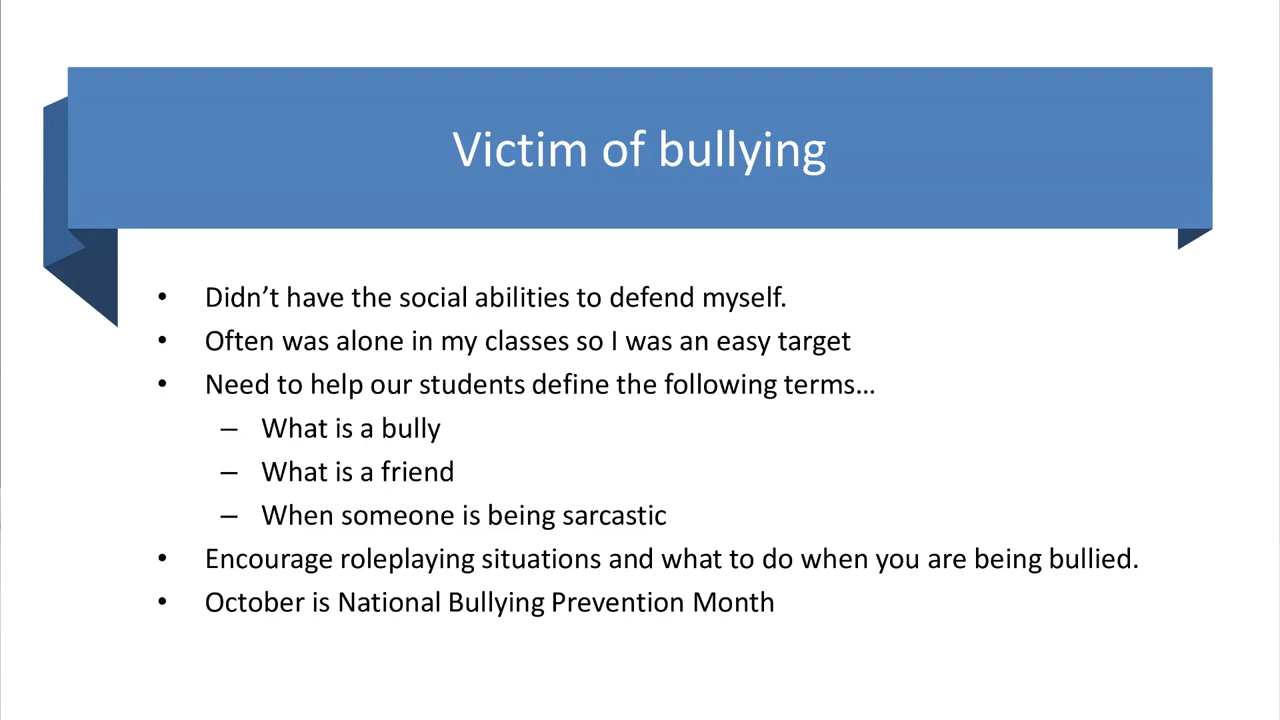 Victim of bullying
• Didn’t have the social abilities to defend myself.
• Often was alone in my classes so I was an easy target
• Need to help our students define the following terms…
– What is a bully
– What is a friend
– When someone is being sarcastic
• Encourage roleplaying situations and what to do when you are being bullied.
• October is National Bullying Prevention Month